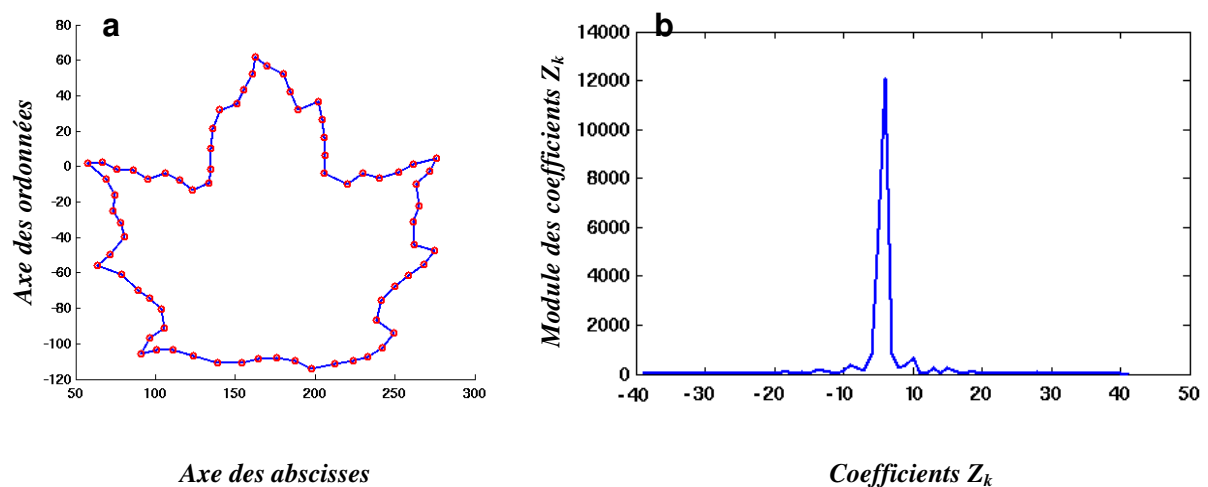 a
80
60
40
20
0
-20
-40
-60
-80
-100
-120
50 100 150 200 250 300
Axe des ordonnées
Axe des abscisses
b
14000
12000
10000
8000
6000
4000
2000
0
-40 -30 -20 -10 10 20 30 40 50
Module des coefficients Zk
Coefficients Zk